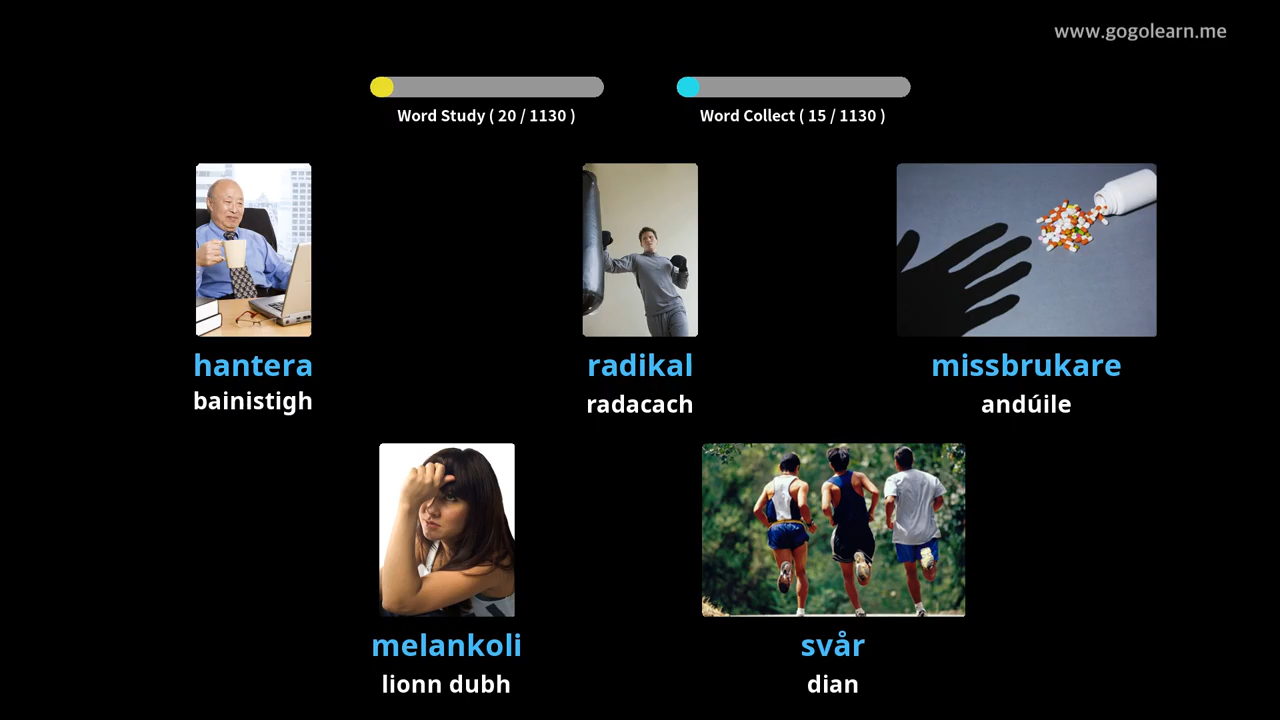 www.gogolearn.me
Word Study ( 20 / 1130 )
Word Collect ( 15 / 1130 )
hantera
bainistigh
radikal
radacach
missbrukare
andúile
melankoli
lionn dubh
svår
dian